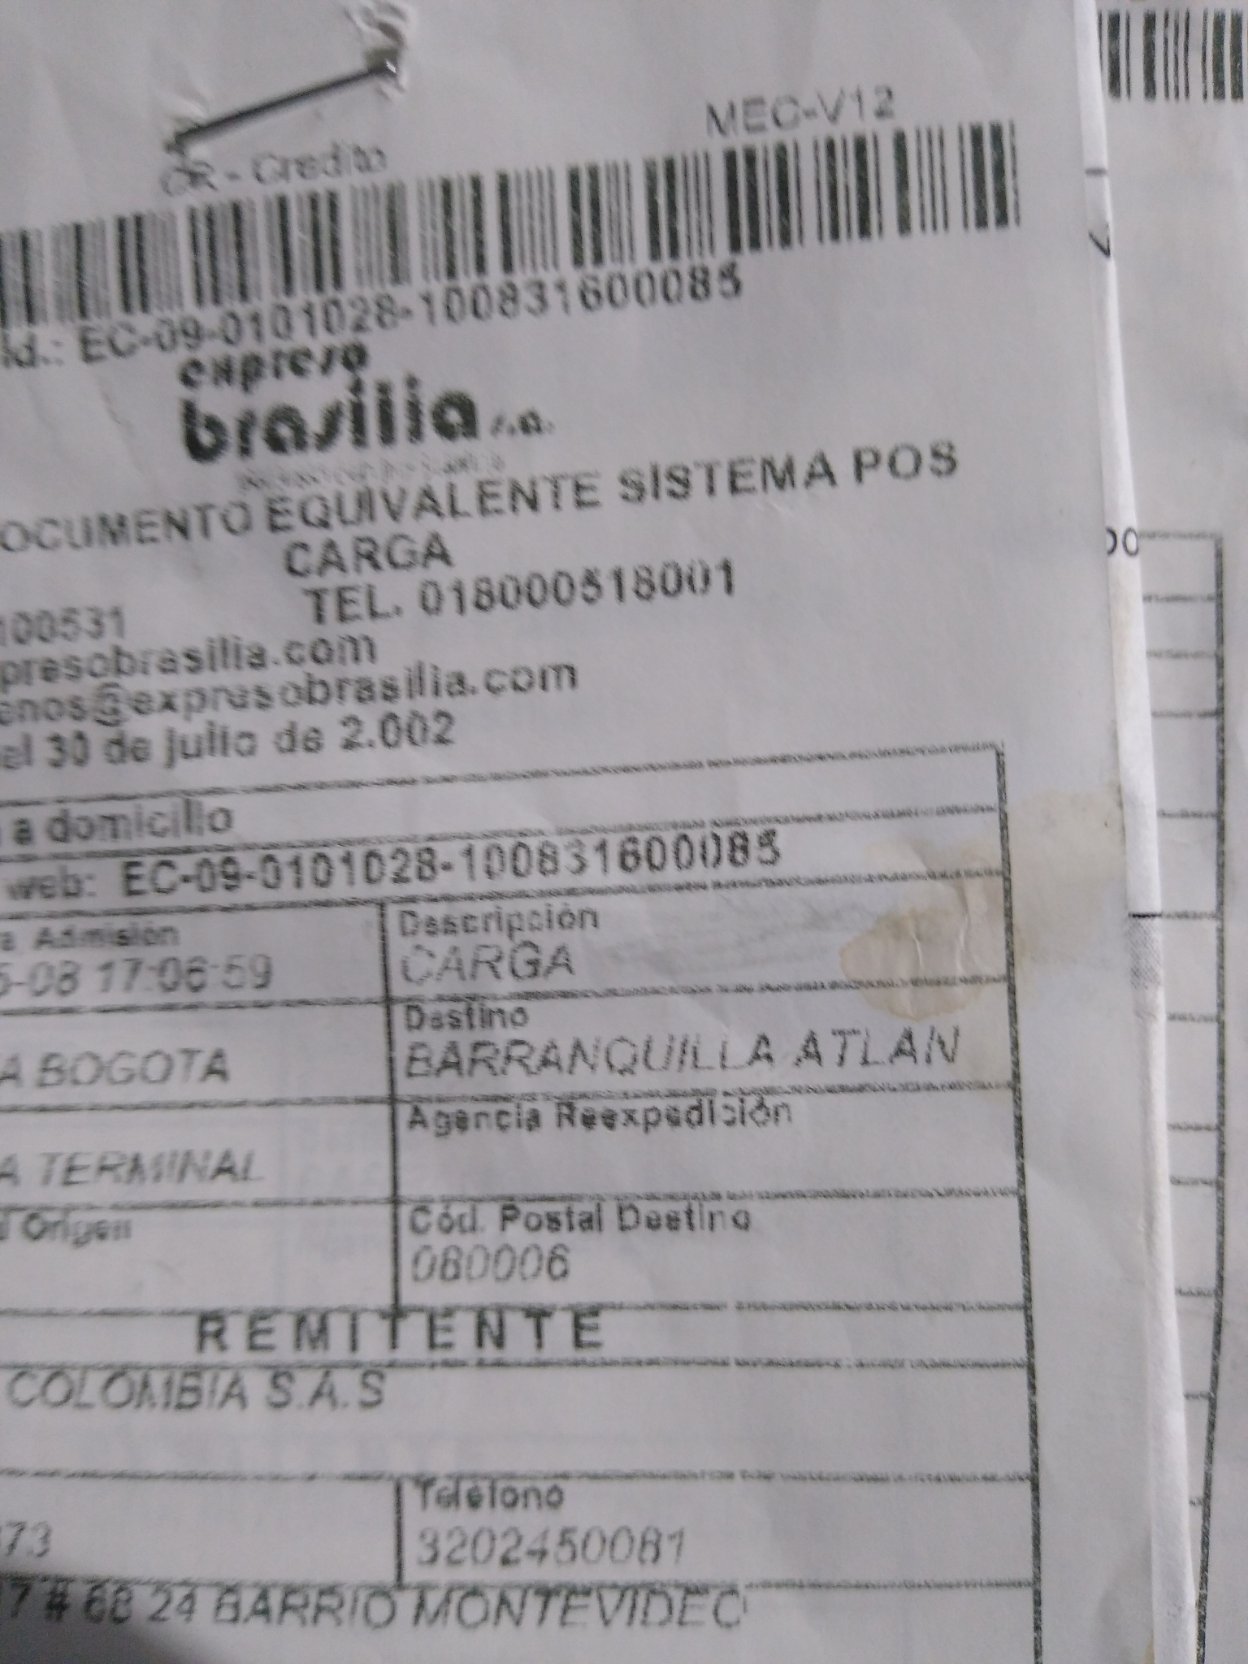 MEC-V12
CR - Credito
Id.: EC-09-0101028-100831600085
expreso
brasilia s.a.
OCUMENTO EQUIVALENTE SISTEMA POS
CARGA
TEL. 018000518001
100531
presobrasilia.com
enos@expresobrasilia.com
el 30 de julio de 2.002
a domicilio
web: EC-09-0101028-100831600085
a Admisión
Descripción
5-08 17:06:59
CARGA
Destino
A BOGOTA
BARRANQUILLA ATLAN
Agencia Reexpedición
A TERMINAL
l Origen
Cód. Postal Destino
080006
REMITENTE
COLOMBIA S.A.S
Teléfono
73
3202450081
7 # 68 24 BARRIO MONTEVIDEO